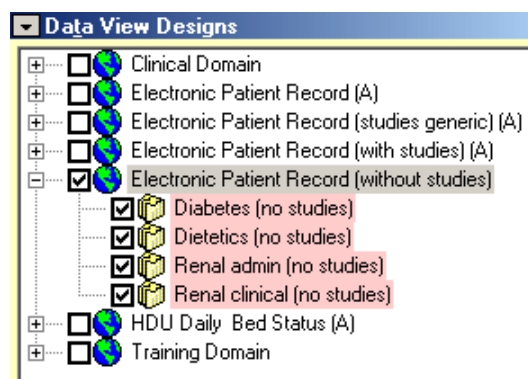 Data View Designs
Clinical Domain
Electronic Patient Record (A)
Electronic Patient Record (studies generic) (A)
Electronic Patient Record (with studies) (A)
Electronic Patient Record (without studies)
Diabetes (no studies)
Dietetics (no studies)
Renal admin (no studies)
Renal clinical (no studies)
HDU Daily  Bed Status (A)
Training Domain